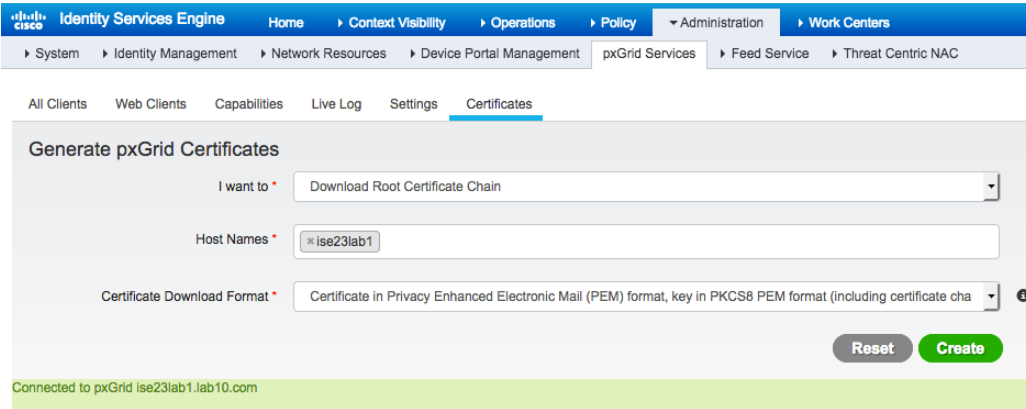 cisco Identity Services Engine Home Context Visibility Operations Policy Administration Work Centers
System Identity Management Network Resources Device Portal Management pxGrid Services Feed Service Threat Centric NAC
All Clients Web Clients Capabilities Live Log Settings Certificates
Generate pxGrid Certificates
I want to * Download Root Certificate Chain
Host Names * ise23lab1
Certificate Download Format * Certificate in Privacy Enhanced Electronic Mail (PEM) format, key in PKCS8 PEM format (including certificate cha
Reset Create
Connected to pxGrid ise23lab1.lab10.com